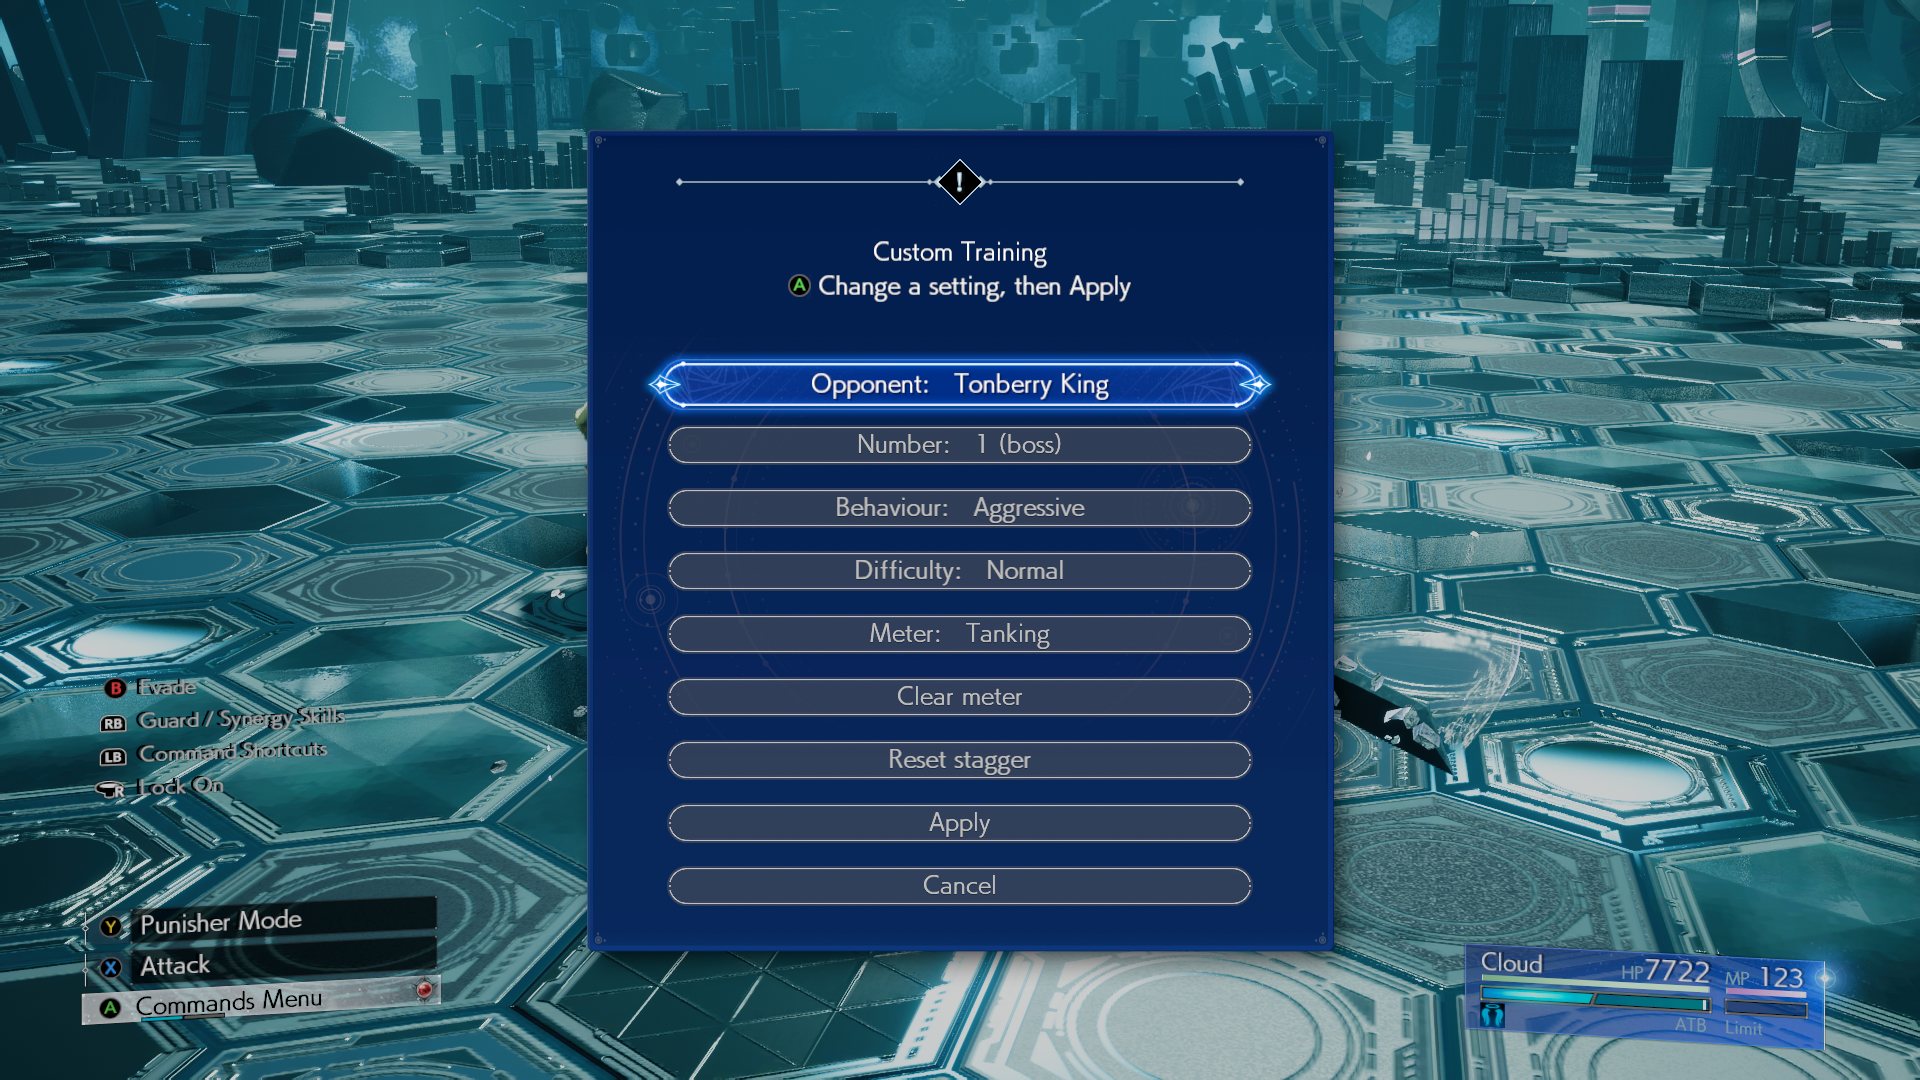 !
Custom Training
A Change a setting, then Apply
Opponent: Tonberry King
Number: 1 (boss)
Behaviour: Aggressive
Difficulty: Normal
Meter: Tanking
Clear meter
Reset stagger
Apply
Cancel
B Evade
RB Guard / Synergy Skills
LB Command Shortcuts
R Lock On
Y Punisher Mode
X Attack
A Commands Menu
Cloud HP 7722 MP 123
ATB Limit